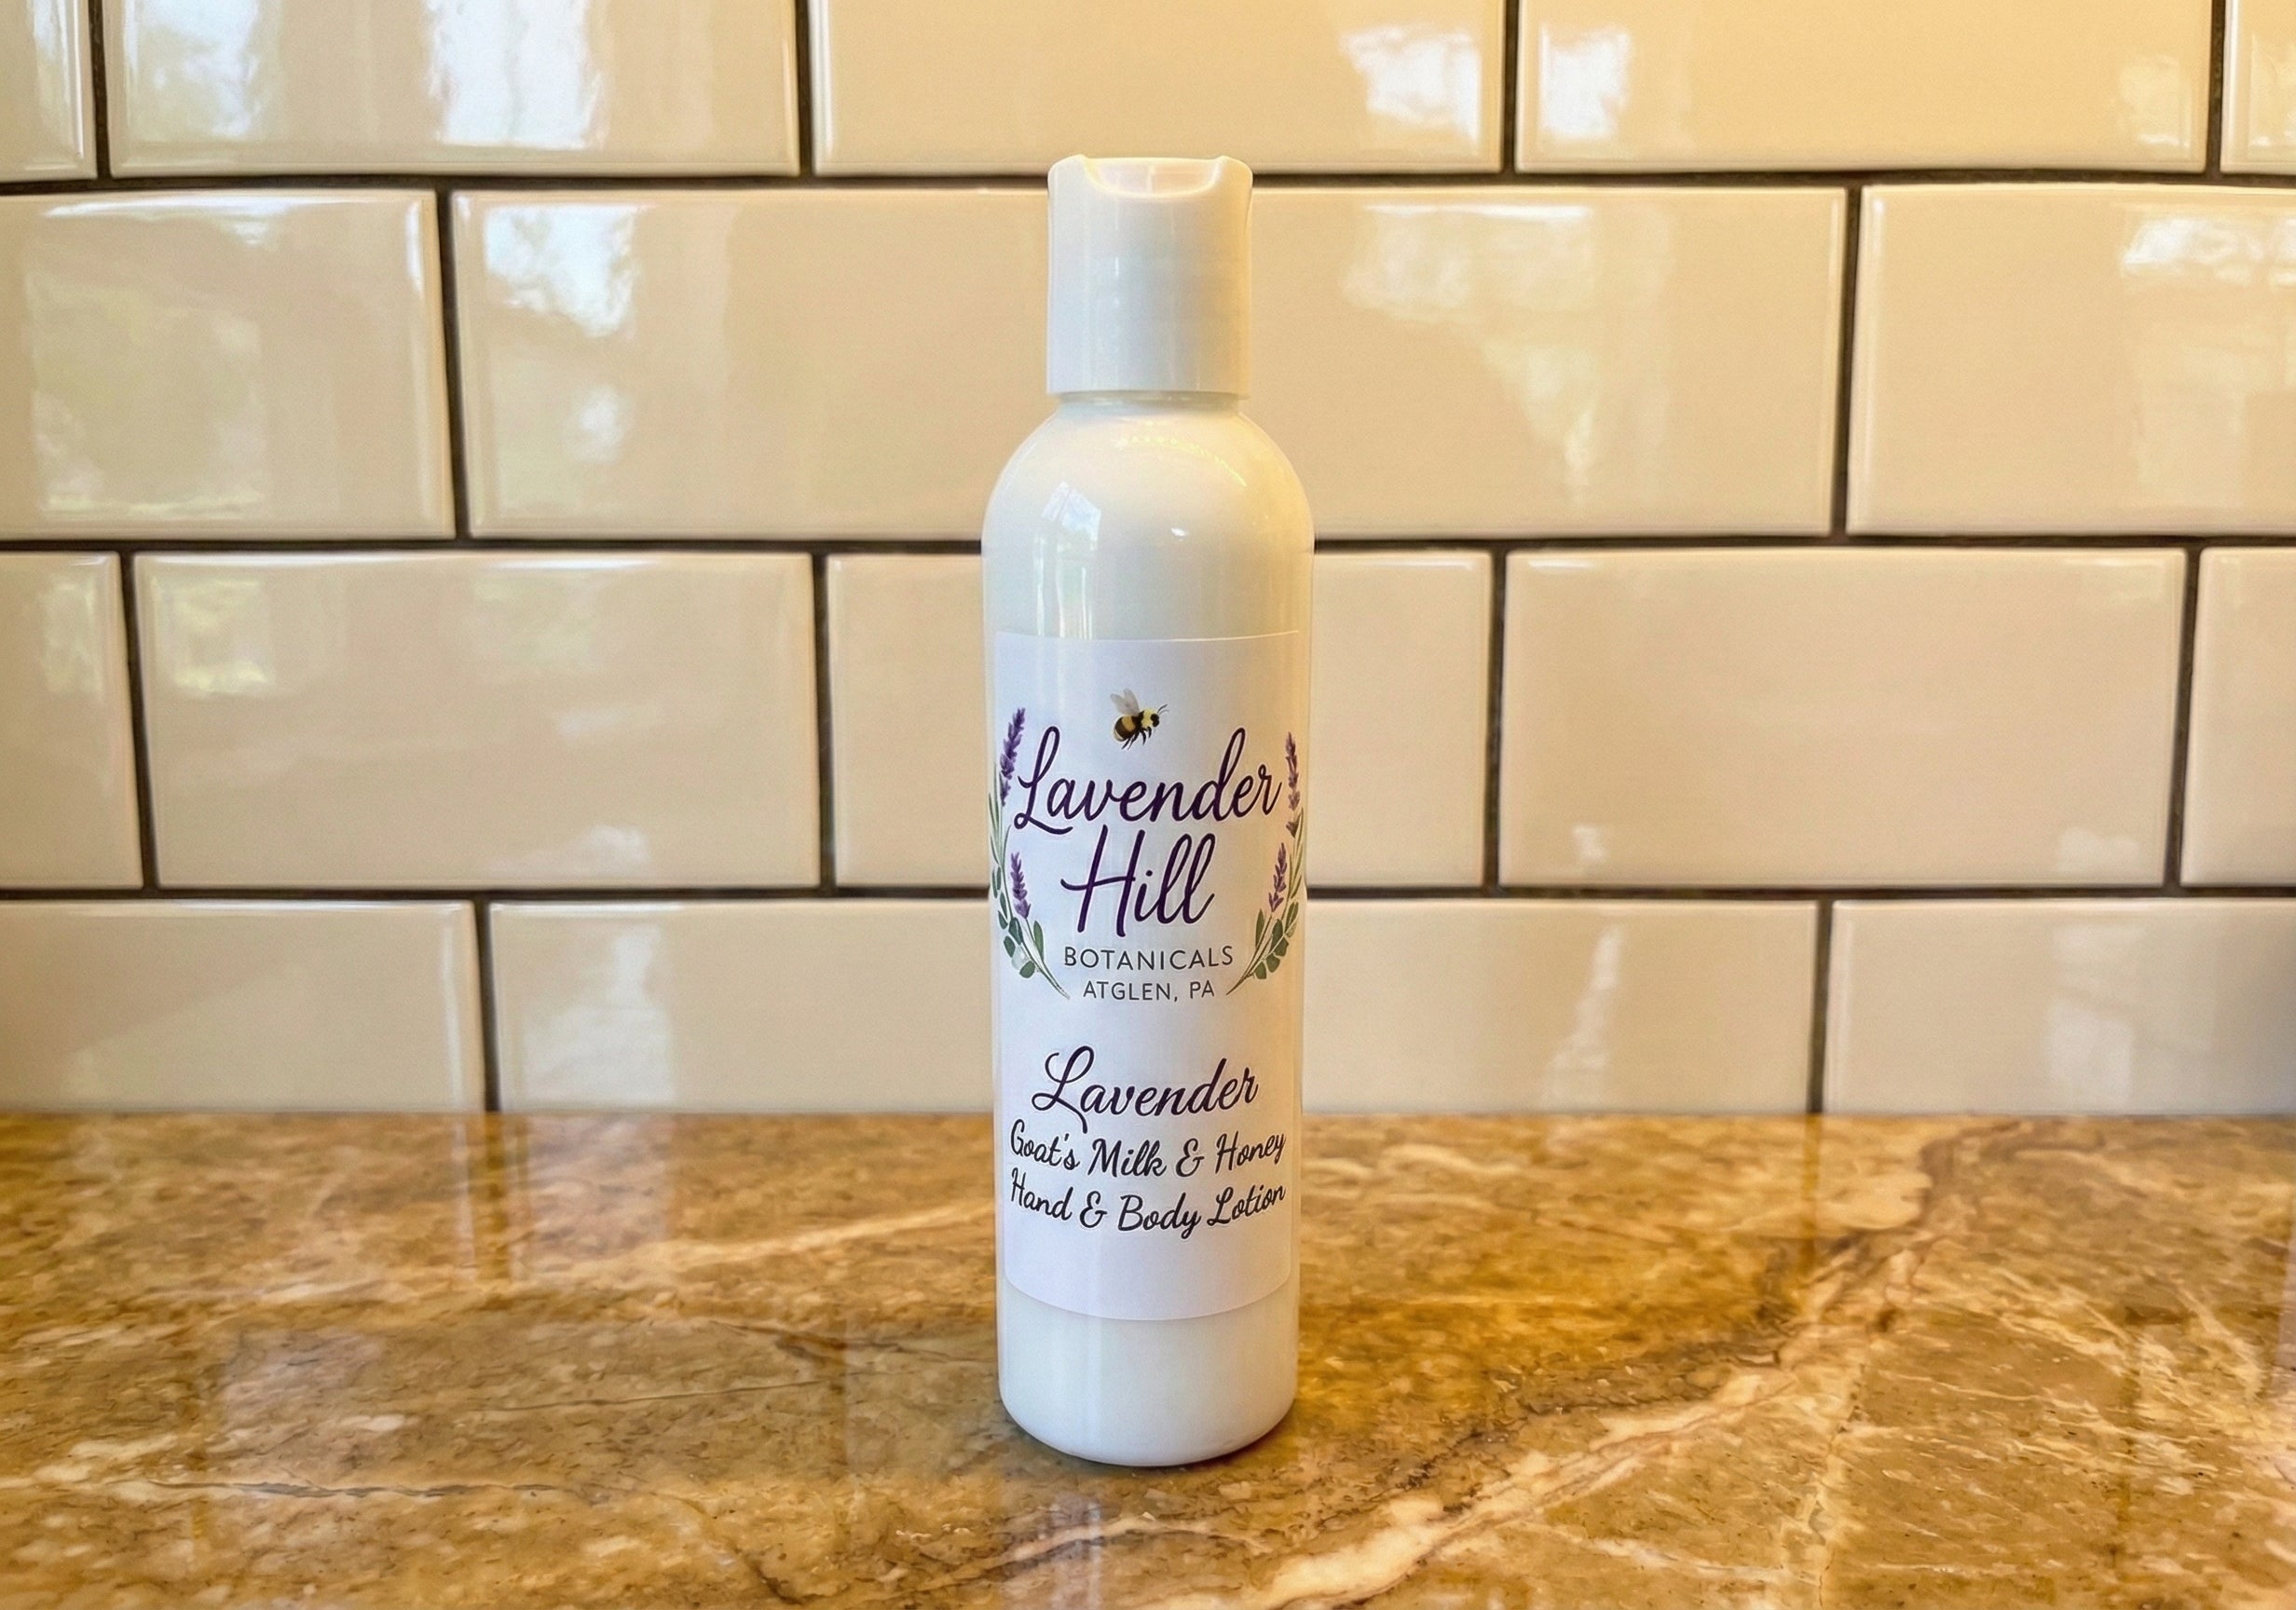 Lavender
Hill
BOTANICALS
ATGLEN, PA
Lavender
Goat's Milk & Honey
Hand & Body Lotion